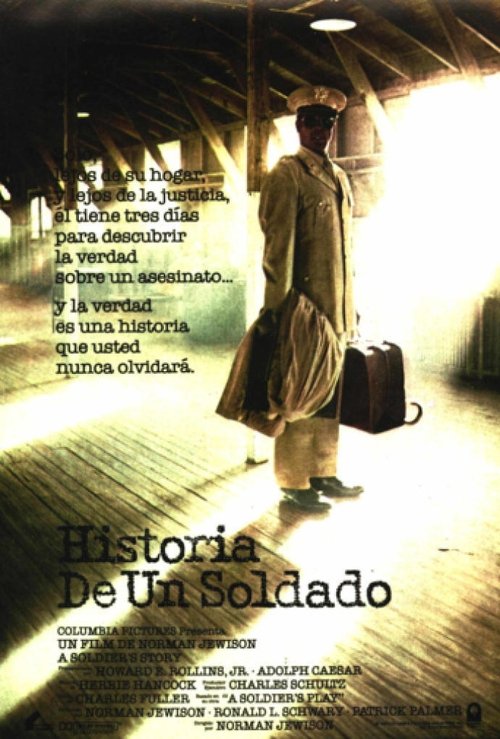 lejos de su hogar,
y lejos de la justicia,
él tiene tres días
para descubrir
la verdad
sobre un asesinato...
y la verdad
es una historia
que usted
nunca olvidará.
Historia
De Un Soldado
COLUMBIA PICTURES Presenta
UN FILM DE NORMAN JEWISON
A SOLDIER'S STORY
HOWARD E. ROLLINS, JR. · ADOLPH CAESAR
HERBIE HANCOCK CHARLES SCHULTZ
CHARLES FULLER "A SOLDIER'S PLAY"
NORMAN JEWISON · RONALD L. SCHWARY · PATRICK PALMER
NORMAN JEWISON